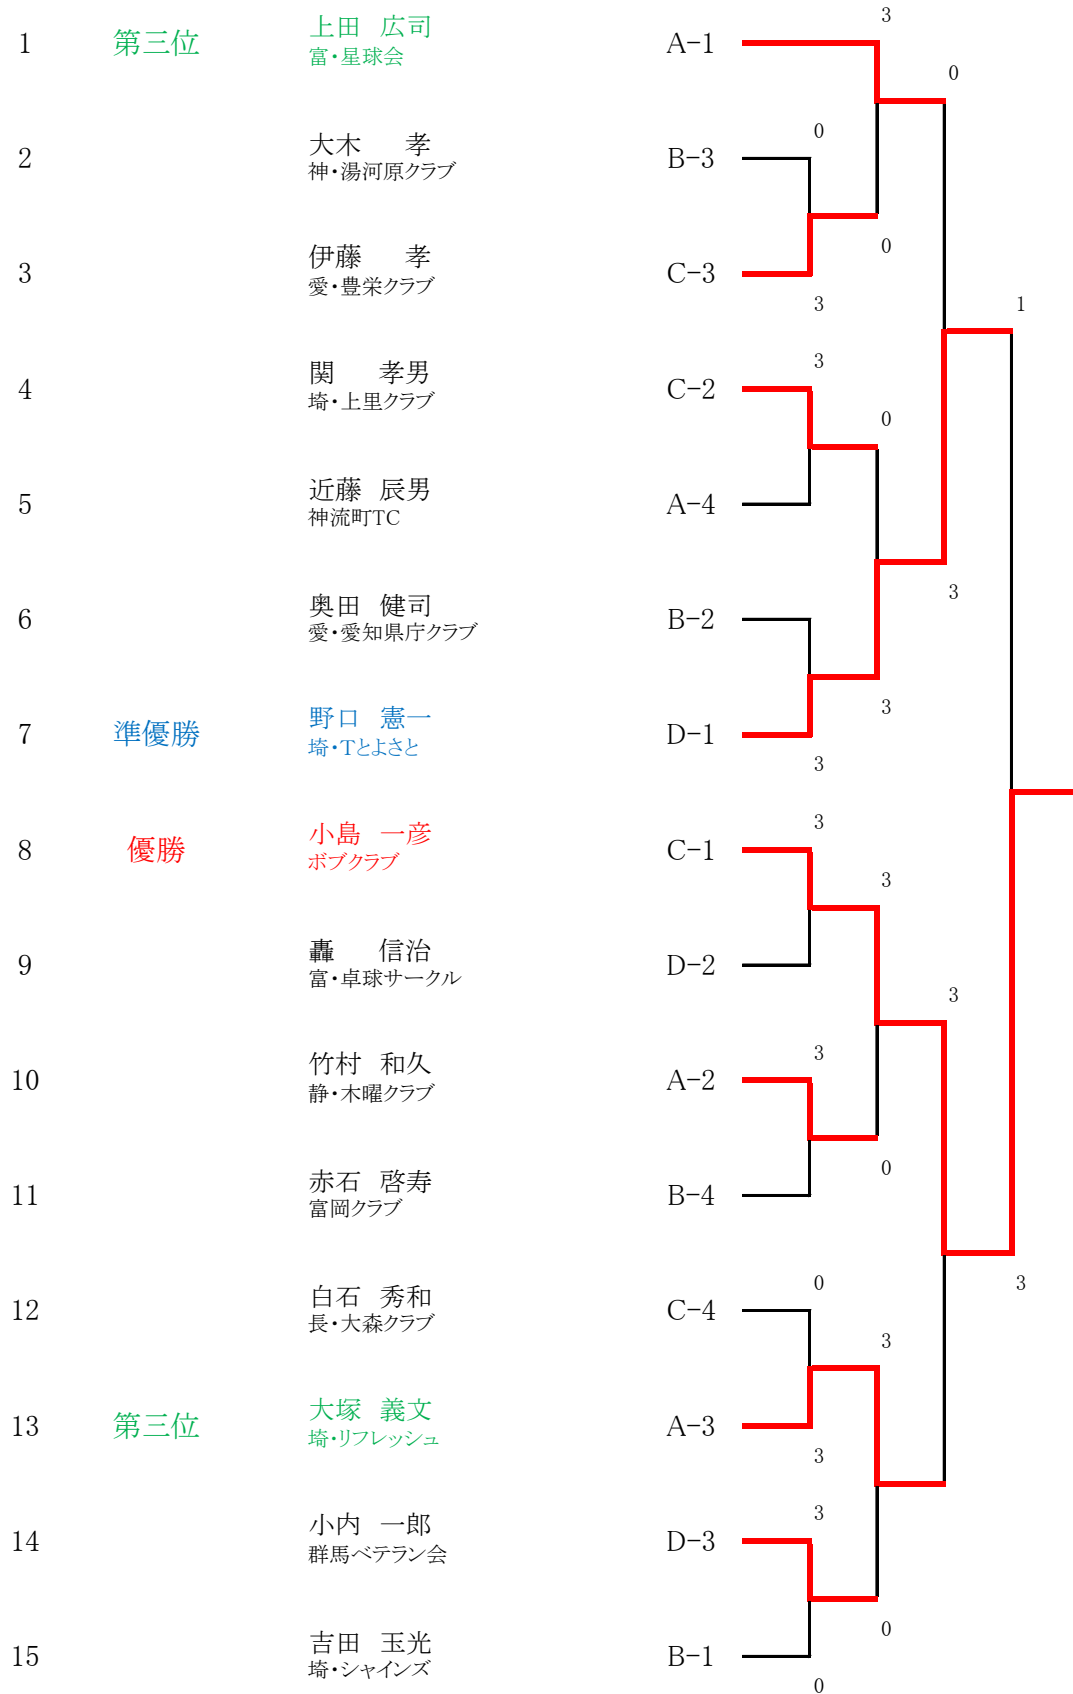 3
1 第三位 上田 広司 A-1
富・星球会
0
0
2 大木 孝 B-3
神・湯河原クラブ
0
3 伊藤 孝 C-3
愛・豊栄クラブ
3 1
3
4 関 孝男 C-2
埼・上里クラブ
0
5 近藤 辰男 A-4
神流町TC
3
6 奥田 健司 B-2
愛・愛知県庁クラブ
3
7 準優勝 野口 憲一 D-1
埼・Tとよさと
3
3
8 優勝 小島 一彦 C-1
ボブクラブ
3
9 轟 信治 D-2
富・卓球サークル
3
3
10 竹村 和久 A-2
静・木曜クラブ
0
11 赤石 啓寿 B-4
富岡クラブ
0 3
12 白石 秀和 C-4
長・大森クラブ
3
13 第三位 大塚 義文 A-3
埼・リフレッシュ
3
3
14 小内 一郎 D-3
群馬ベテラン会
0
15 吉田 玉光 B-1
埼・シャインズ
0